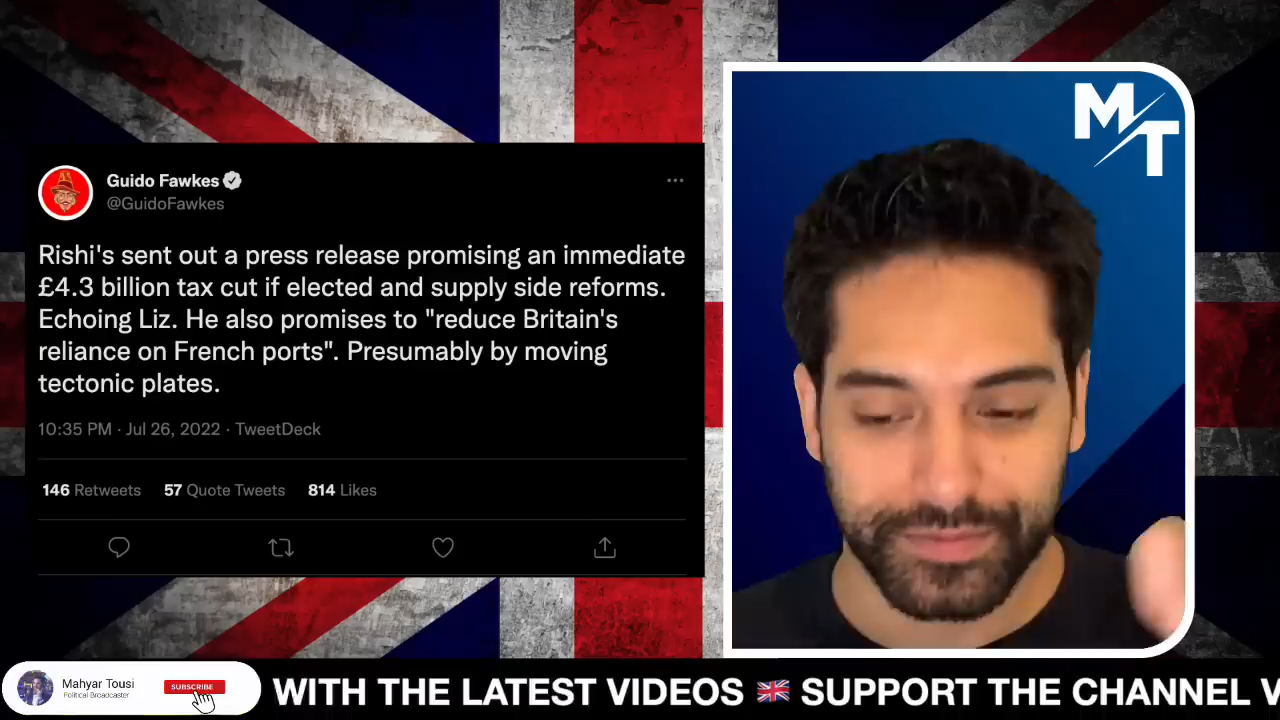 Guido Fawkes
@GuidoFawkes
Rishi's sent out a press release promising an immediate
£4.3 billion tax cut if elected and supply side reforms.
Echoing Liz. He also promises to "reduce Britain's
reliance on French ports". Presumably by moving
tectonic plates.
10:35 PM · Jul 26, 2022 · TweetDeck
146 Retweets 57 Quote Tweets 814 Likes
M/T
Mahyar Tousi
Political Broadcaster
SUBSCRIBE
WITH THE LATEST VIDEOS 🇬🇧 SUPPORT THE CHANNEL V